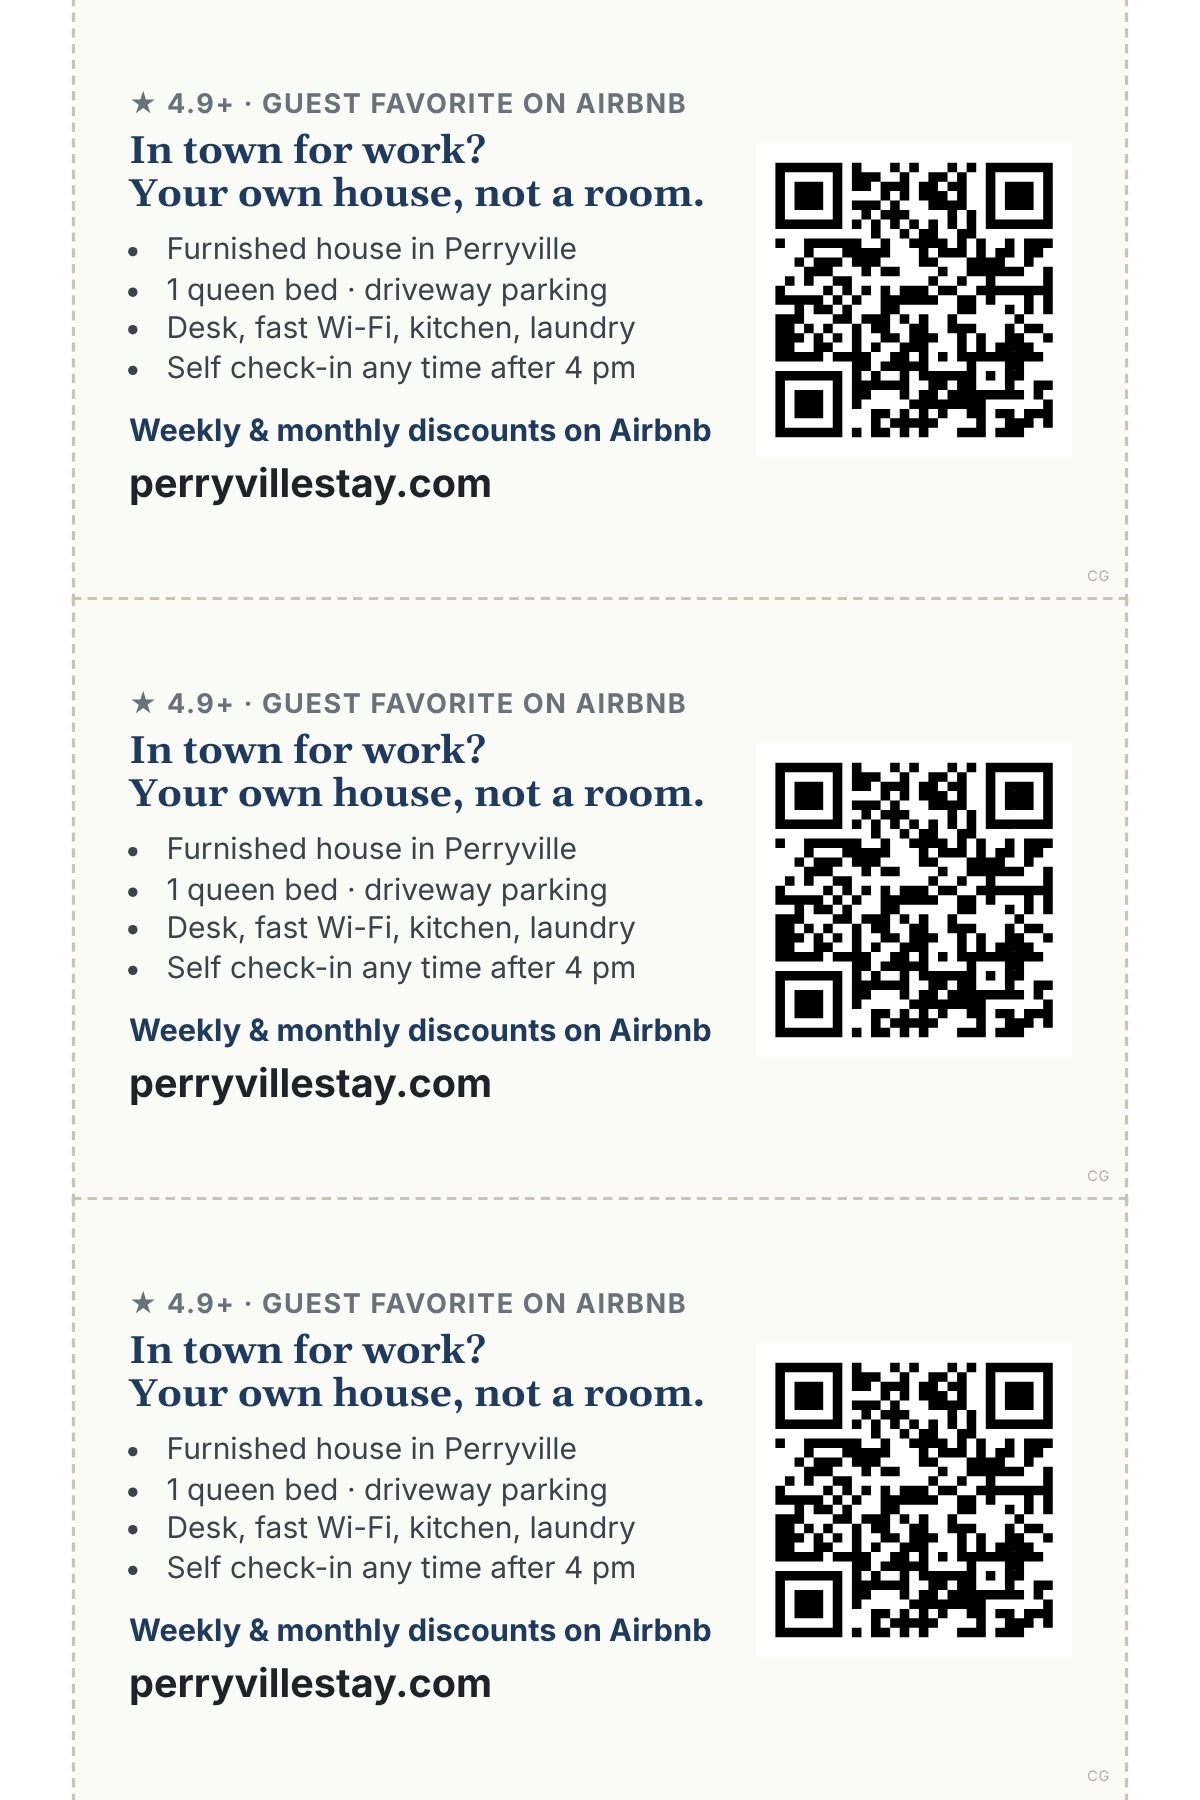 ★ 4.9+ · GUEST FAVORITE ON AIRBNB
In town for work?
Your own house, not a room.
• Furnished house in Perryville
• 1 queen bed · driveway parking
• Desk, fast Wi-Fi, kitchen, laundry
• Self check-in any time after 4 pm
Weekly & monthly discounts on Airbnb
perryvillestay.com
CG
★ 4.9+ · GUEST FAVORITE ON AIRBNB
In town for work?
Your own house, not a room.
• Furnished house in Perryville
• 1 queen bed · driveway parking
• Desk, fast Wi-Fi, kitchen, laundry
• Self check-in any time after 4 pm
Weekly & monthly discounts on Airbnb
perryvillestay.com
CG
★ 4.9+ · GUEST FAVORITE ON AIRBNB
In town for work?
Your own house, not a room.
• Furnished house in Perryville
• 1 queen bed · driveway parking
• Desk, fast Wi-Fi, kitchen, laundry
• Self check-in any time after 4 pm
Weekly & monthly discounts on Airbnb
perryvillestay.com
CG